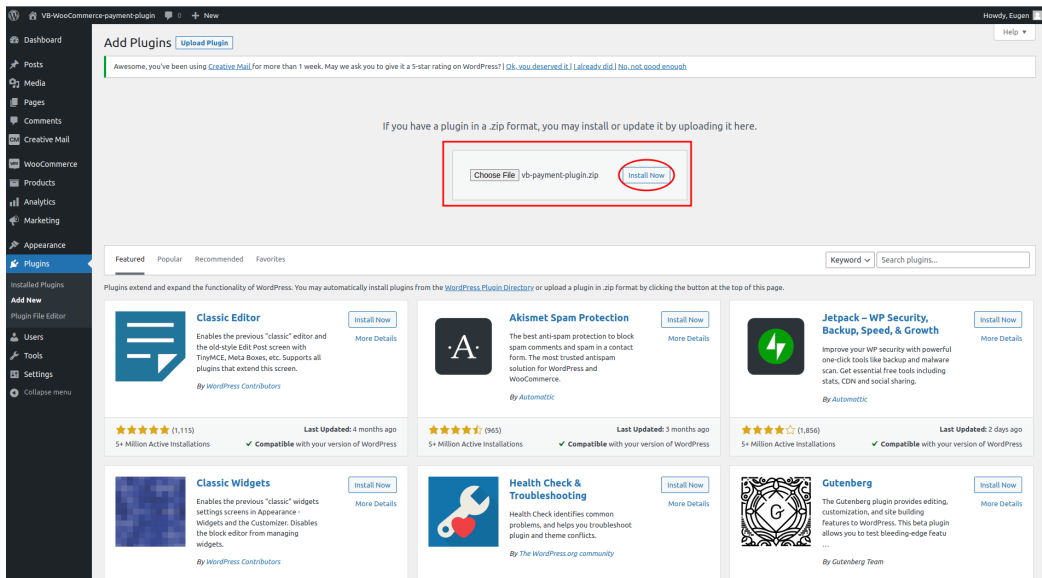 VB-WooCommerce-payment-plugin 0 + New Howdy, Eugen
Dashboard
Posts
Media
Pages
Comments
Creative Mail
WooCommerce
Products
Analytics
Marketing
Appearance
Plugins
Installed Plugins
Add New
Plugin File Editor
Users
Tools
Settings
Collapse menu
Help
Add Plugins Upload Plugin
Awesome, you've been using Creative Mail for more than 1 week. May we ask you to give it a 5-star rating on WordPress? | Ok, you deserved it | I already did | No, not good enough
If you have a plugin in a .zip format, you may install or update it by uploading it here.
Choose File vb-payment-plugin.zip Install Now
Featured Popular Recommended Favorites Keyword Search plugins...
Plugins extend and expand the functionality of WordPress. You may automatically install plugins from the WordPress Plugin Directory or upload a plugin in .zip format by clicking the button at the top of this page.
Classic Editor
Install Now
More Details
Enables the previous "classic" editor and
the old-style Edit Post screen with
TinyMCE, Meta Boxes, etc. Supports all
plugins that extend this screen.
By WordPress Contributors
(1,115) Last Updated: 4 months ago
5+ Million Active Installations ✔ Compatible with your version of WordPress
·A·
Akismet Spam Protection
Install Now
More Details
The best anti-spam protection to block
spam comments and spam in a contact
form. The most trusted antispam
solution for WordPress and
WooCommerce.
By Automattic
(965) Last Updated: 3 months ago
5+ Million Active Installations ✔ Compatible with your version of WordPress
Jetpack – WP Security,
Backup, Speed, & Growth
Install Now
More Details
Improve your WP security with powerful
one-click tools like backup and malware
scan. Get essential free tools including
stats, CDN and social sharing.
By Automattic
(1,856) Last Updated: 2 days ago
5+ Million Active Installations ✔ Compatible with your version of WordPress
Classic Widgets
Install Now
More Details
Enables the previous "classic" widgets
settings screens in Appearance -
Widgets and the Customizer. Disables
the block editor from managing
widgets.
By WordPress Contributors
Health Check &
Troubleshooting
Install Now
More Details
Health Check identifies common
problems, and helps you troubleshoot
plugin and theme conflicts.
By The WordPress.org community
G
Gutenberg
Install Now
More Details
The Gutenberg plugin provides editing,
customization, and site building
features to WordPress. This beta plugin
allows you to test bleeding-edge featu
...
By Gutenberg Team